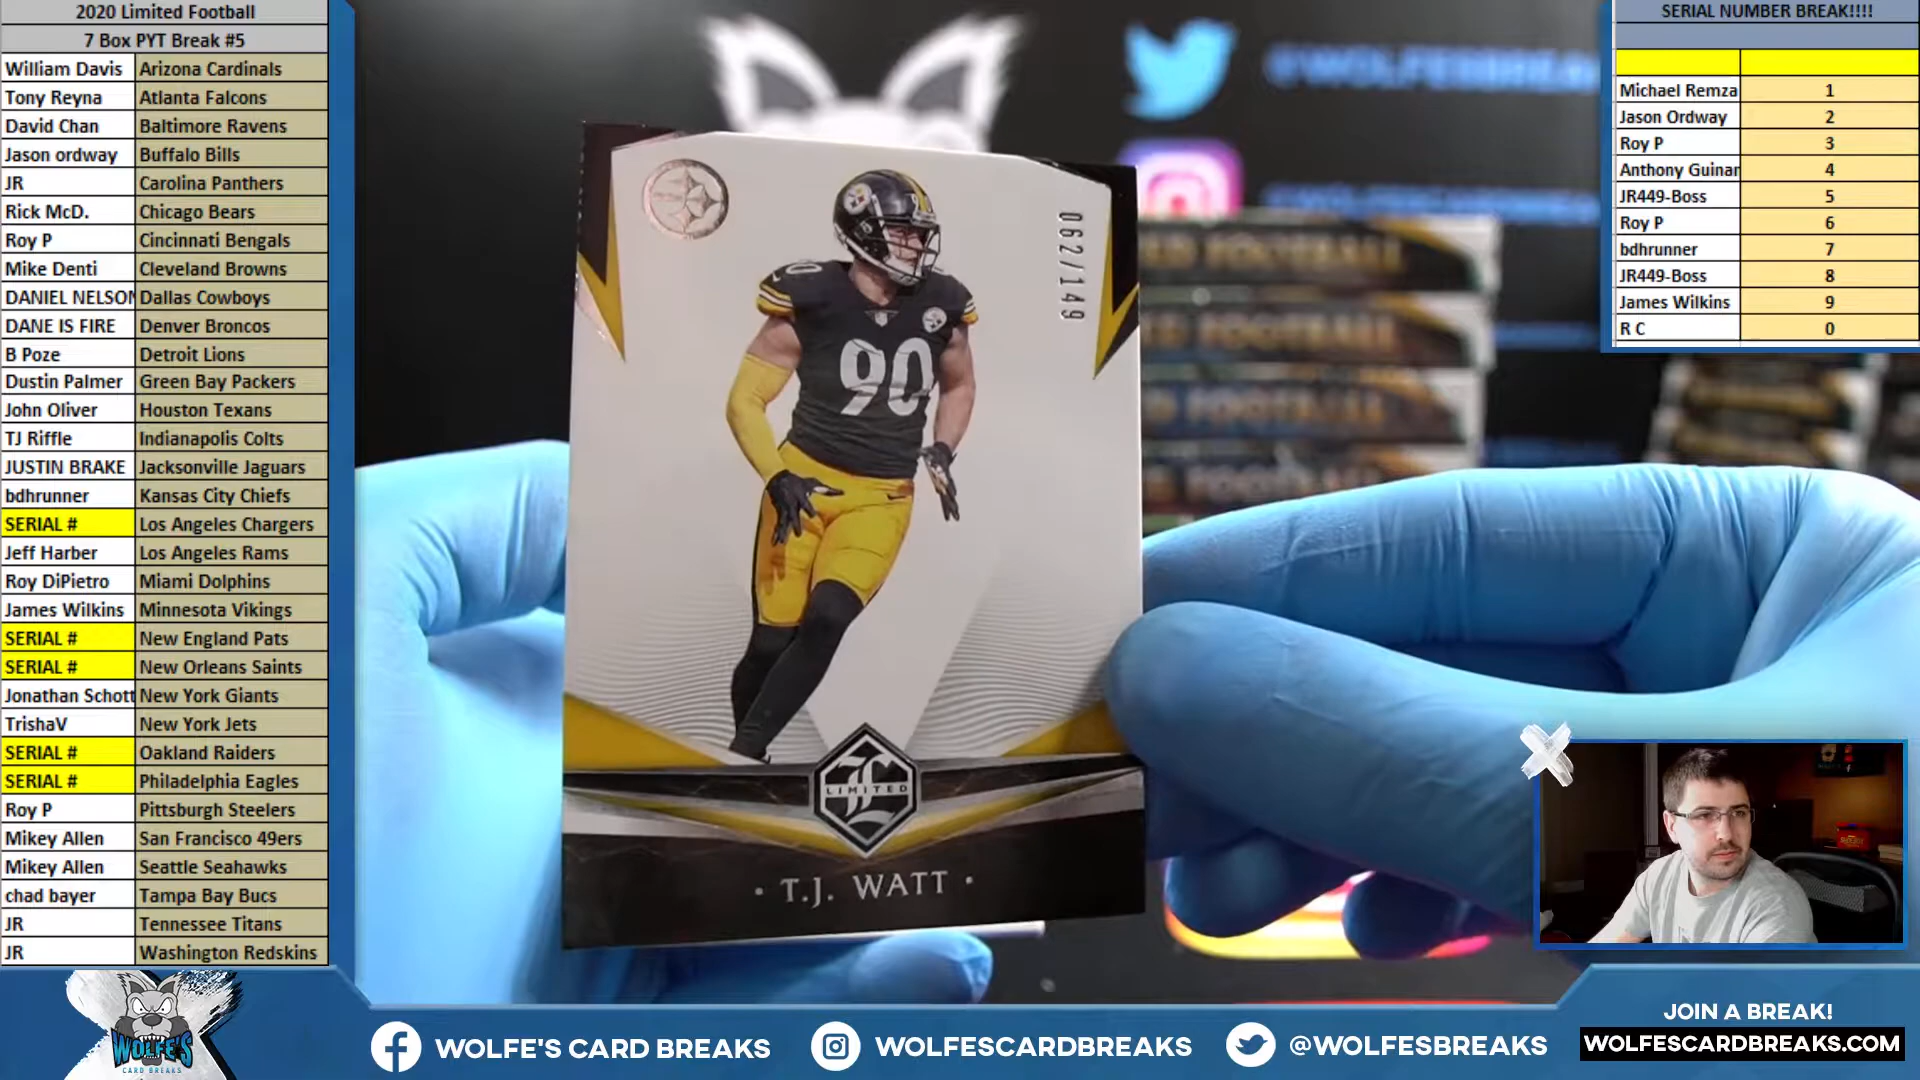 2020 Limited Football
7 Box PYT Break #5
William Davis Arizona Cardinals
Tony Reyna Atlanta Falcons
David Chan Baltimore Ravens
Jason ordway Buffalo Bills
JR Carolina Panthers
Rick McD. Chicago Bears
Roy P Cincinnati Bengals
Mike Denti Cleveland Browns
DANIEL NELSON Dallas Cowboys
DANE IS FIRE Denver Broncos
B Poze Detroit Lions
Dustin Palmer Green Bay Packers
John Oliver Houston Texans
TJ Riffle Indianapolis Colts
JUSTIN BRAKE Jacksonville Jaguars
bdhrunner Kansas City Chiefs
SERIAL # Los Angeles Chargers
Jeff Harber Los Angeles Rams
Roy DiPietro Miami Dolphins
James Wilkins Minnesota Vikings
SERIAL # New England Pats
SERIAL # New Orleans Saints
Jonathan Schott New York Giants
TrishaV New York Jets
SERIAL # Oakland Raiders
SERIAL # Philadelphia Eagles
Roy P Pittsburgh Steelers
Mikey Allen San Francisco 49ers
Mikey Allen Seattle Seahawks
chad bayer Tampa Bay Bucs
JR Tennessee Titans
JR Washington Redskins
SERIAL NUMBER BREAK!!!!
Michael Remza 1
Jason Ordway 2
Roy P 3
Anthony Guinar 4
JR449-Boss 5
Roy P 6
bdhrunner 7
JR449-Boss 8
James Wilkins 9
R C 0
@WOLFESBREAKS
062/149
90
90
LIMITED
· T.J. WATT ·
FOOTBALL
FOOTBALL
FOOTBALL
WOLFE'S
CARD BREAKS
WOLFE'S CARD BREAKS
WOLFESCARDBREAKS
@WOLFESBREAKS
JOIN A BREAK!
WOLFESCARDBREAKS.COM